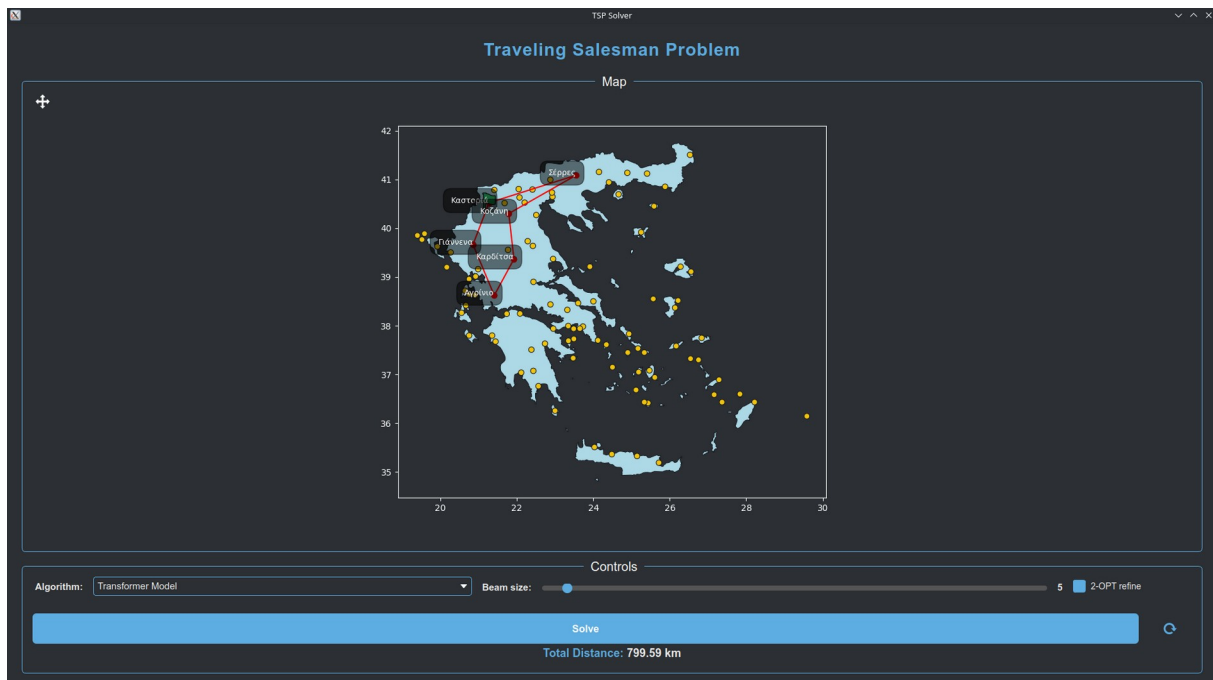 TSP Solver
Traveling Salesman Problem
Map
42
41
40
39
38
37
36
35
20
22
24
26
28
30
Σέρρες
Καστοριά
Κοζάνη
Γιάννενα
Καρδίτσα
Αγρίνιο
Controls
Algorithm: Transformer Model Beam size: 5 2-OPT refine
Solve
Total Distance: 799.59 km